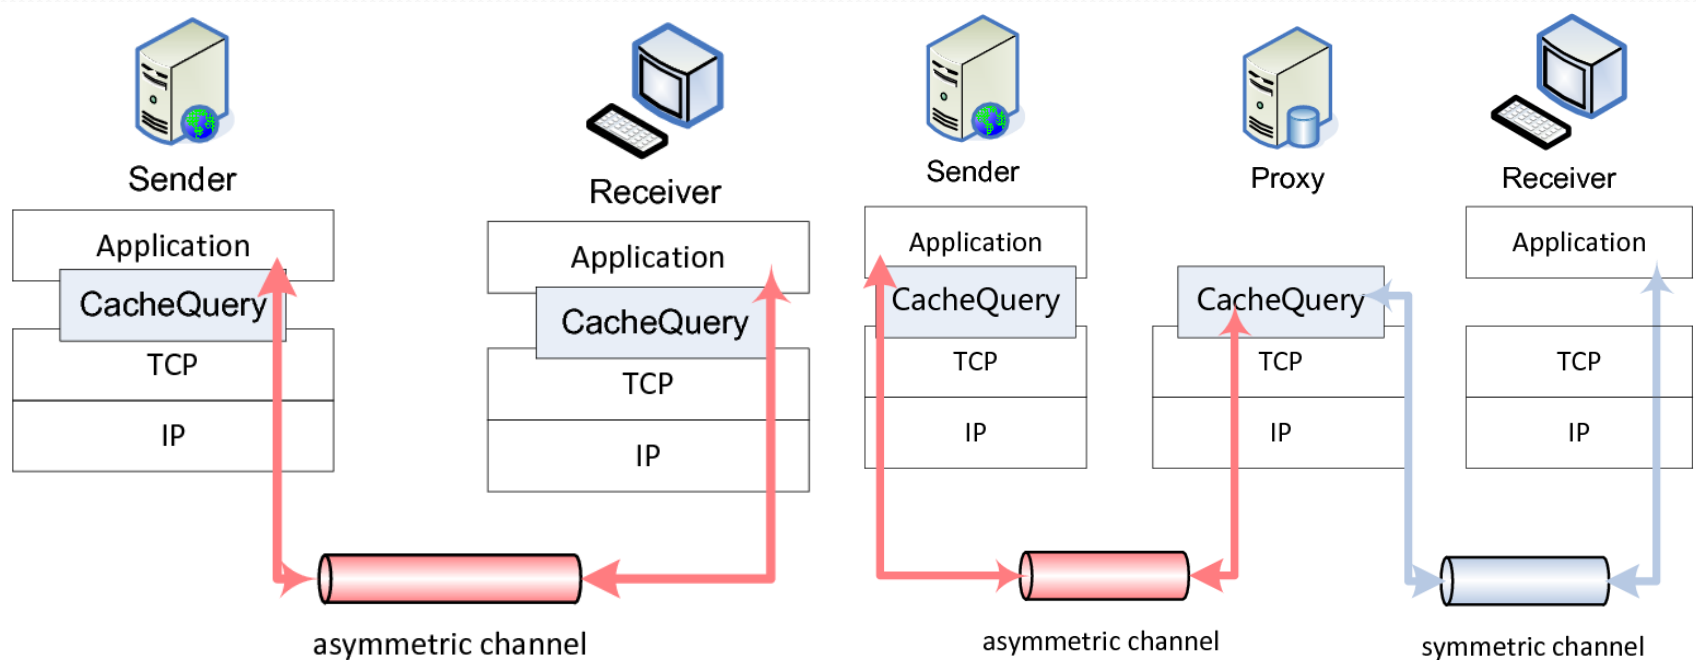 Sender
Receiver
Application
CacheQuery
TCP
IP
Application
CacheQuery
TCP
IP
asymmetric channel
Sender
Proxy
Receiver
Application
CacheQuery
TCP
IP
CacheQuery
TCP
IP
Application
TCP
IP
asymmetric channel
symmetric channel